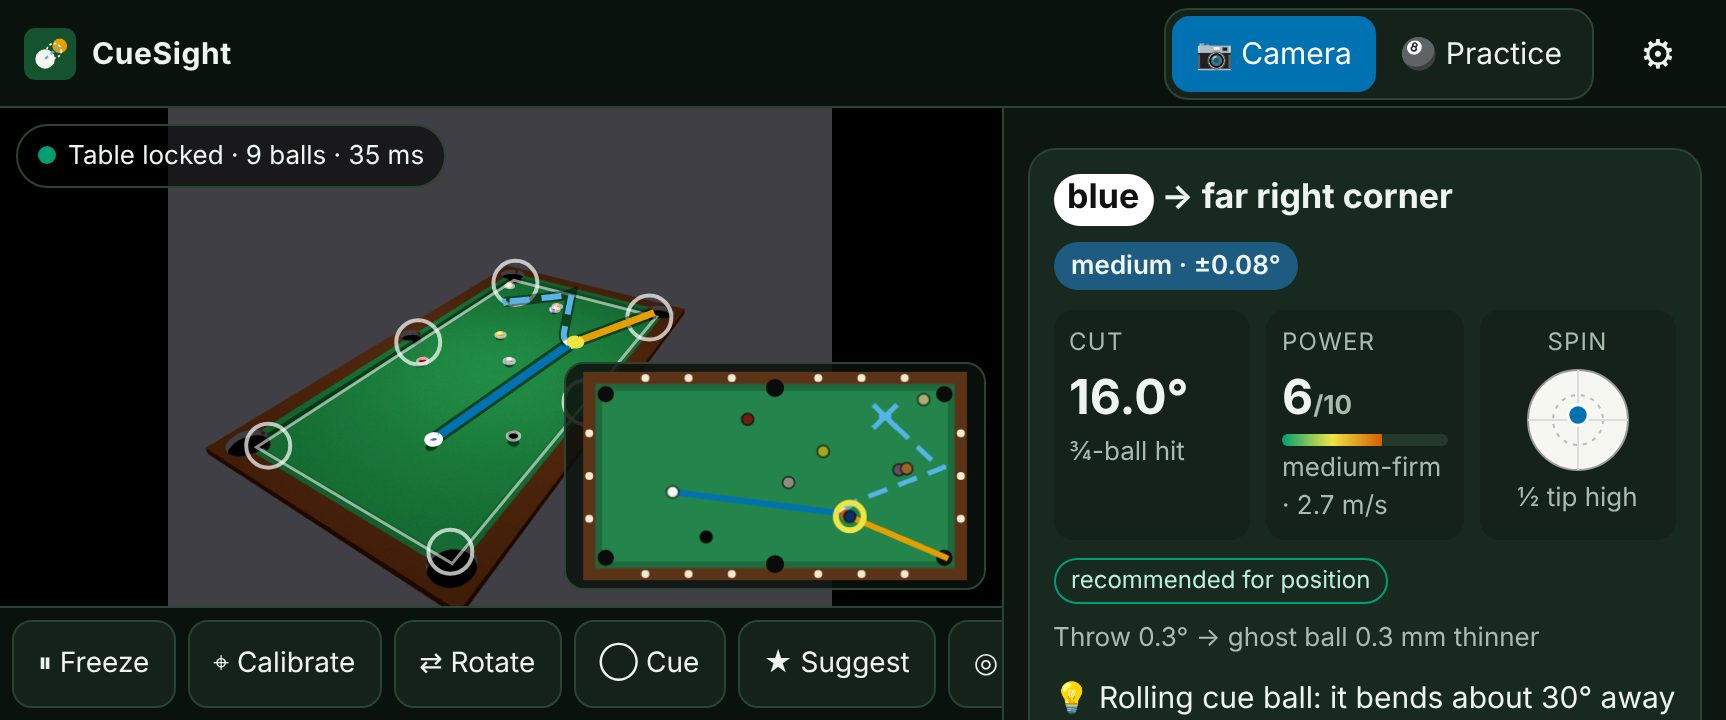 CueSight
📷 Camera
🎱 Practice
Table locked · 9 balls · 35 ms
blue → far right corner
medium · ±0.08°
CUT
16.0°
¾-ball hit
POWER
6/10
medium-firm
· 2.7 m/s
SPIN
½ tip high
recommended for position
Throw 0.3° → ghost ball 0.3 mm thinner
💡 Rolling cue ball: it bends about 30° away
⏸ Freeze
⌖ Calibrate
⇄ Rotate
◯ Cue
★ Suggest
◎